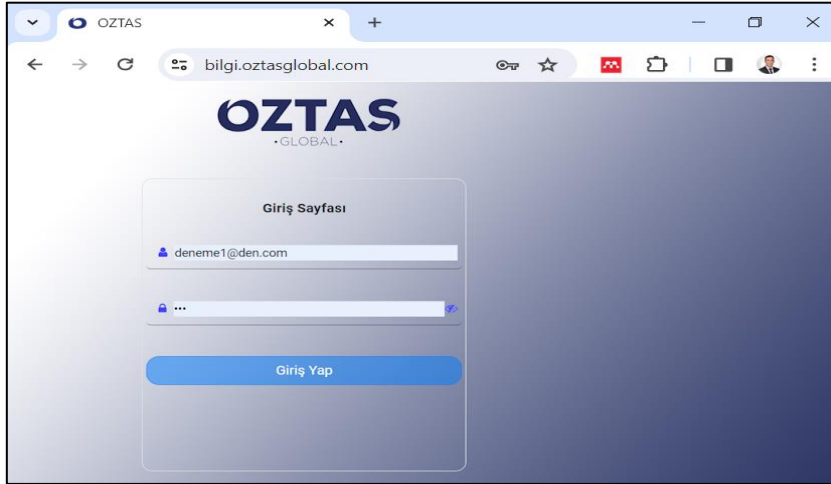 OZTAS
bilgi.oztasglobal.com
OZTAS
·GLOBAL·
Giriş Sayfası
deneme1@den.com
•••
Giriş Yap